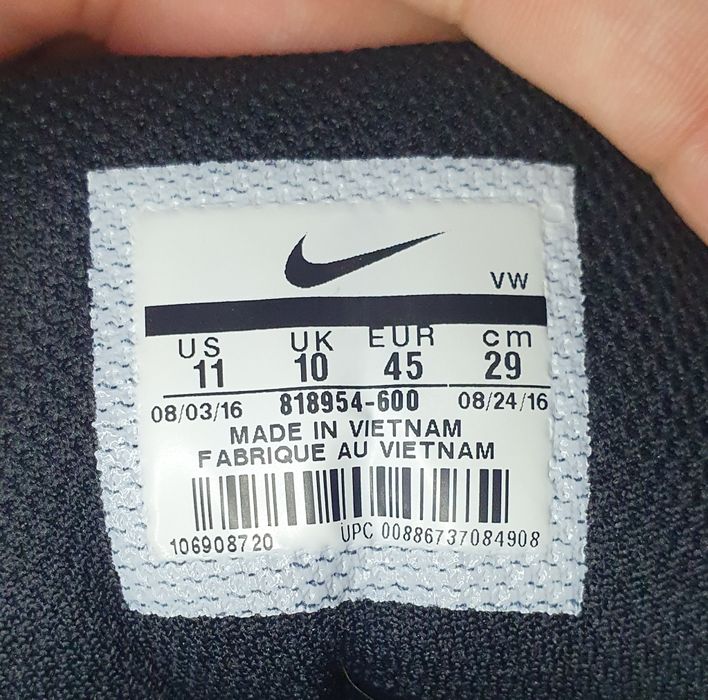 VW
US UK EUR cm
11 10 45 29
08/03/16 818954-600 08/24/16
MADE IN VIETNAM
FABRIQUE AU VIETNAM
106908720 UPC 00886737084908